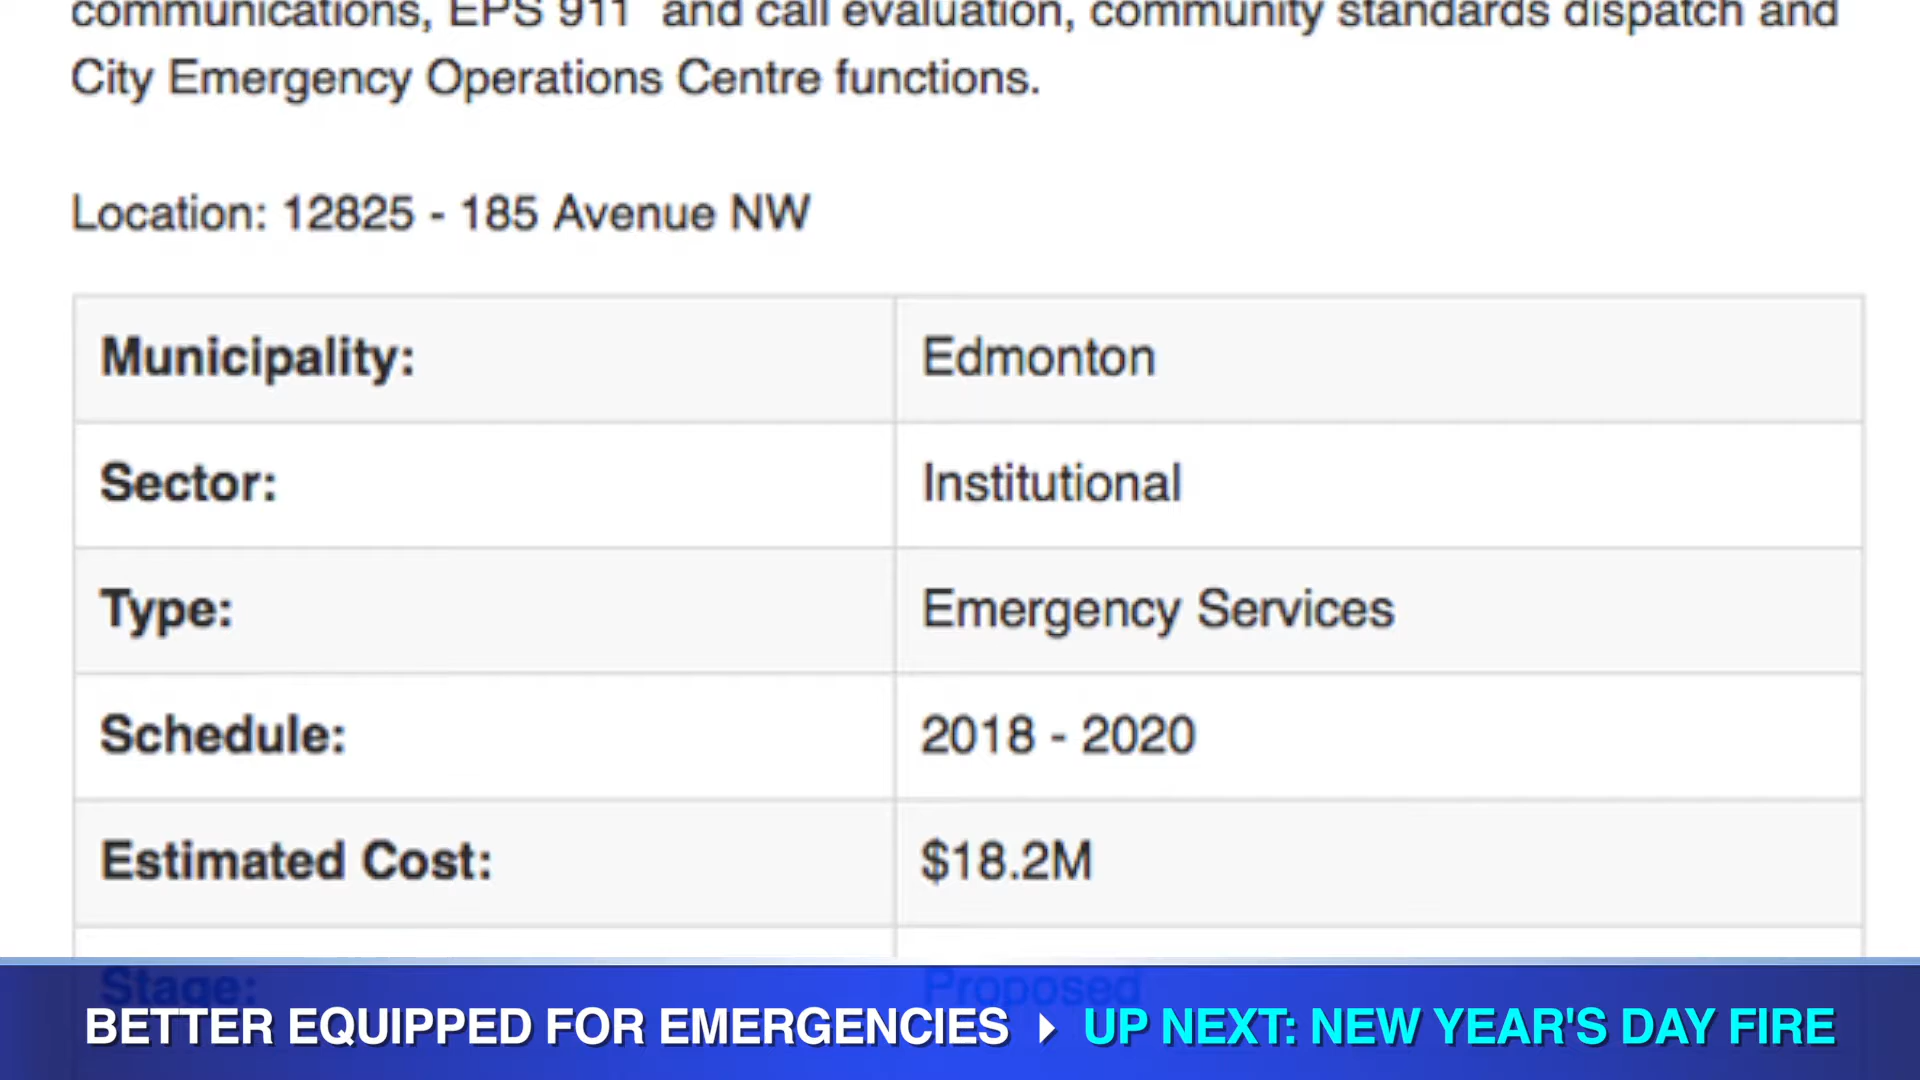 communications, EPS 911 and call evaluation, community standards dispatch and
City Emergency Operations Centre functions.
Location: 12825 - 185 Avenue NW
Municipality: Edmonton
Sector: Institutional
Type: Emergency Services
Schedule: 2018 - 2020
Estimated Cost: $18.2M
Stage: Proposed
BETTER EQUIPPED FOR EMERGENCIES UP NEXT: NEW YEAR'S DAY FIRE